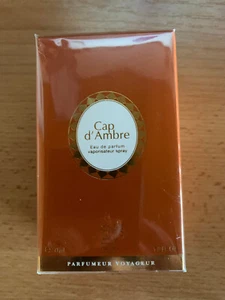 Cap
d'Ambre
Eau de parfum
vaporisateur spray
PARFUMEUR VOYAGEUR